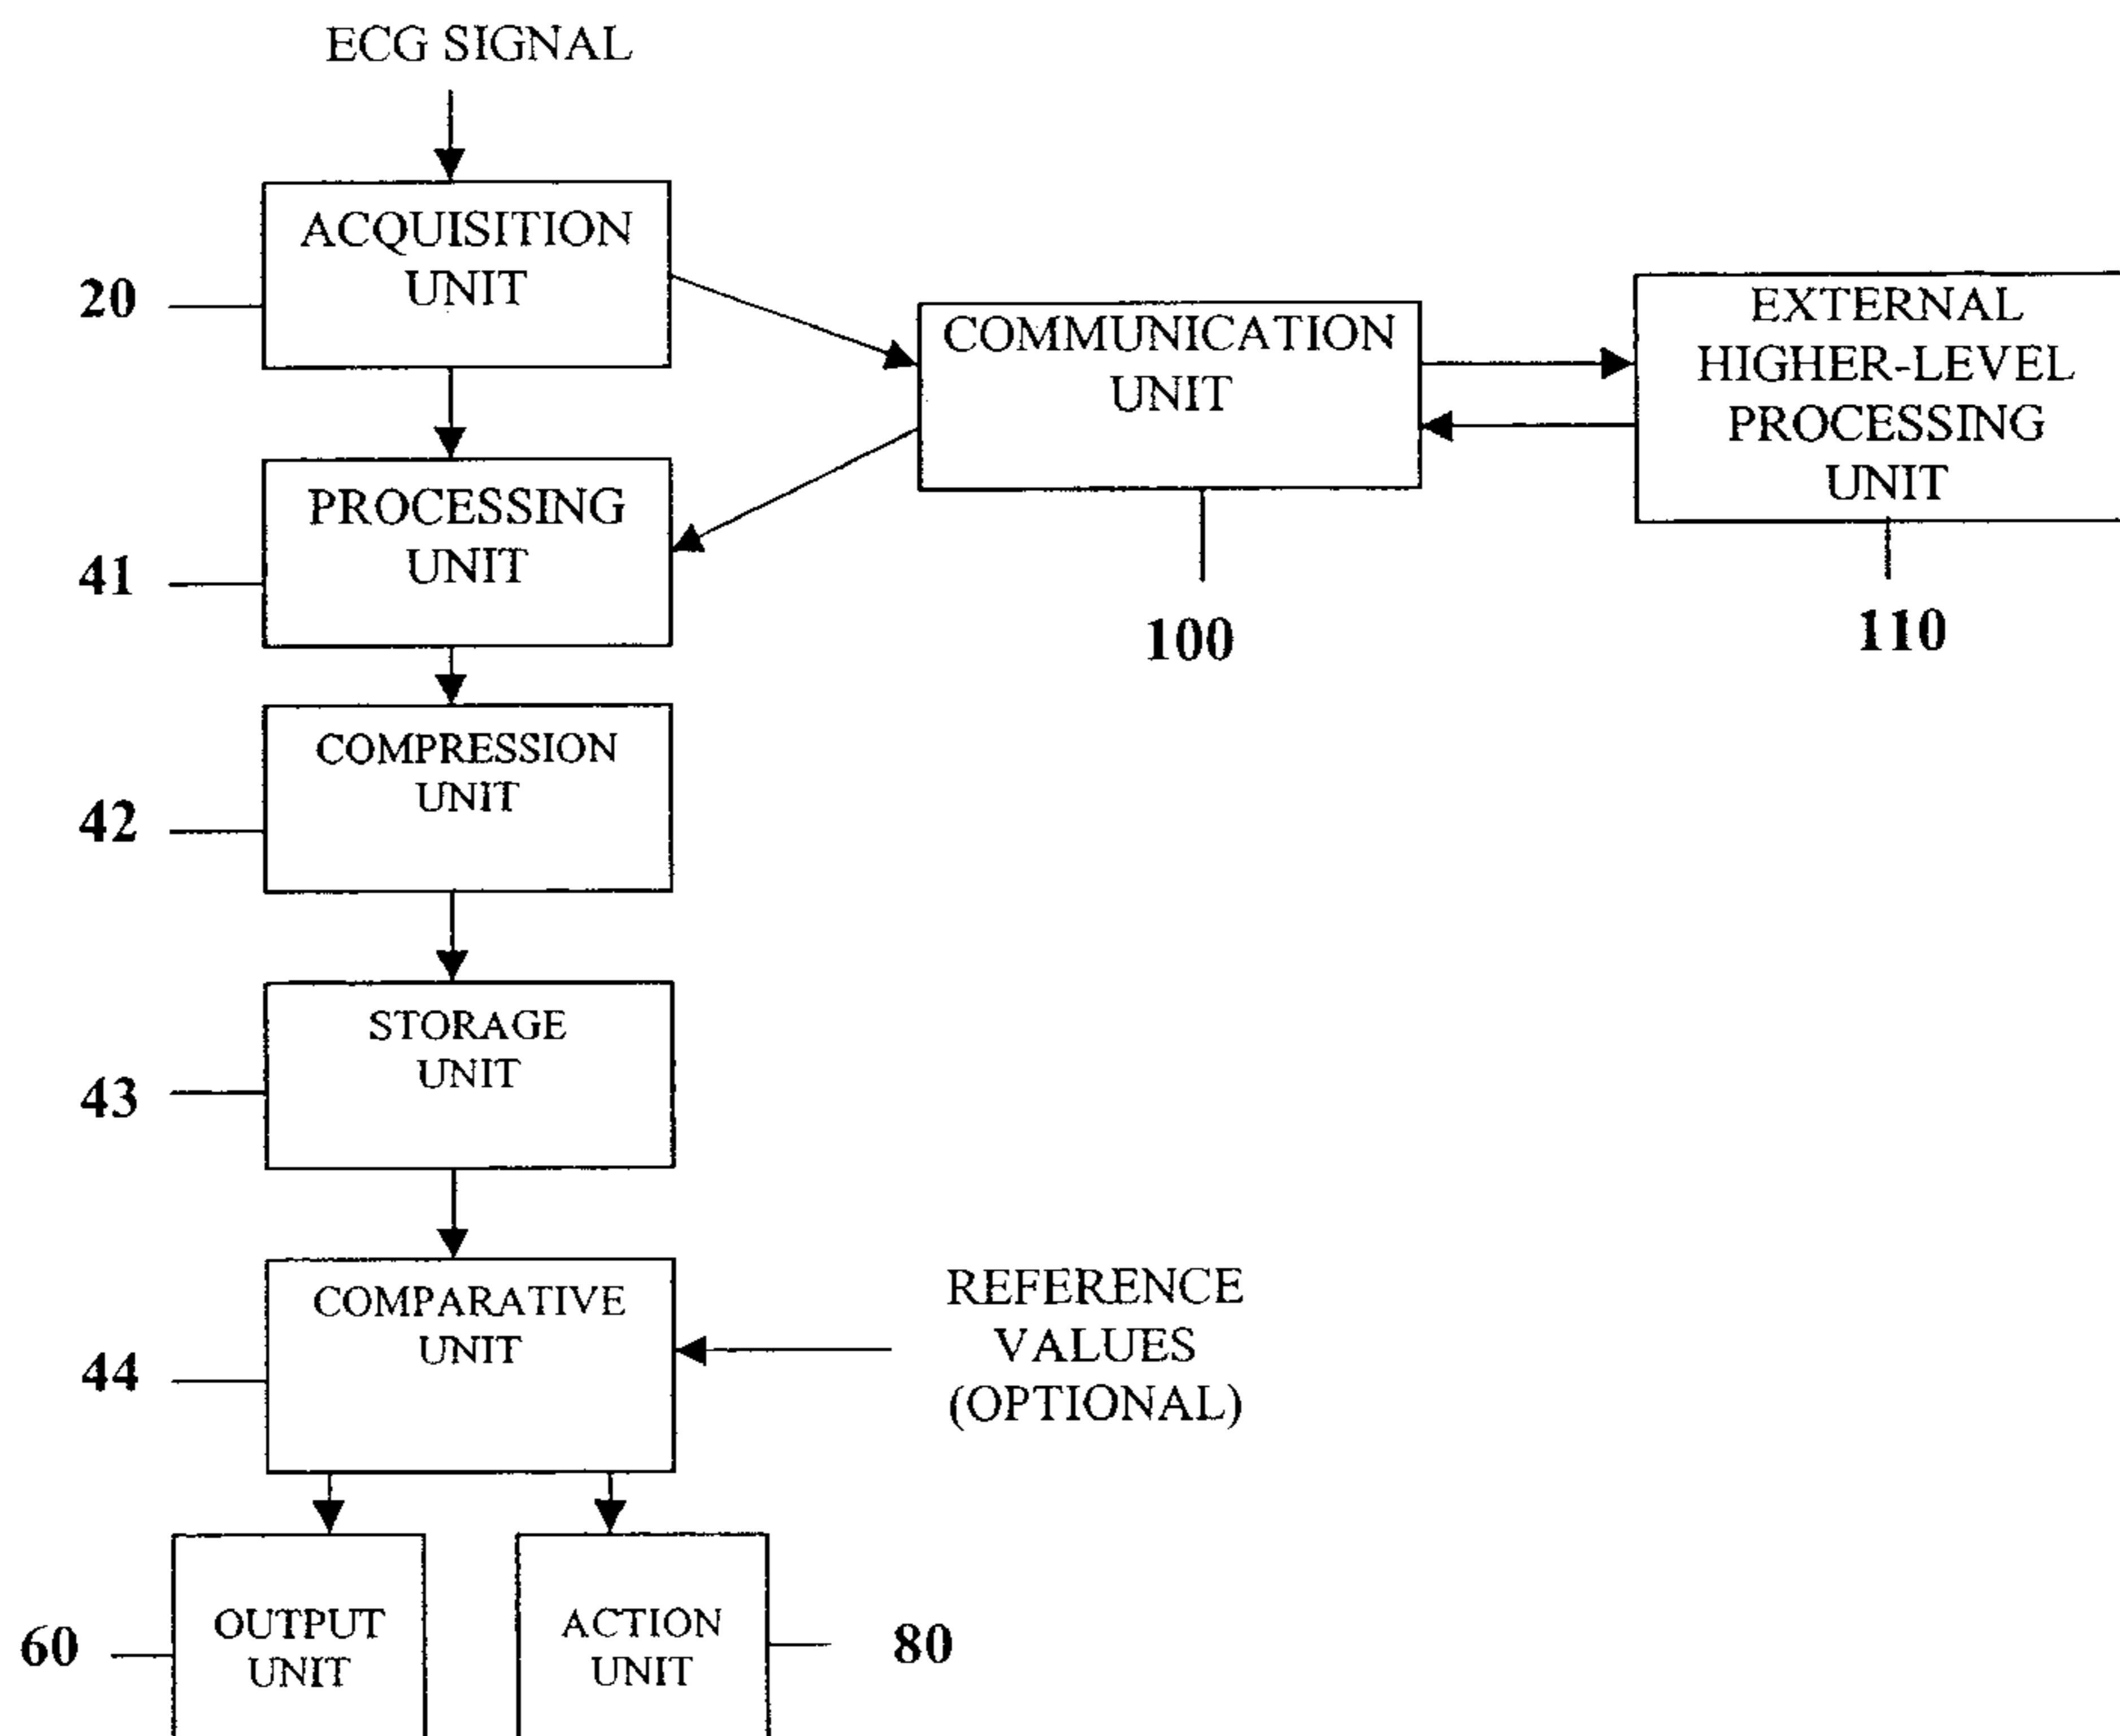 ECG SIGNAL
ACQUISITION
UNIT
20
COMMUNICATION
UNIT
100
EXTERNAL
HIGHER-LEVEL
PROCESSING
UNIT
110
PROCESSING
UNIT
41
COMPRESSION
UNIT
42
STORAGE
UNIT
43
COMPARATIVE
UNIT
44
REFERENCE
VALUES
(OPTIONAL)
OUTPUT
UNIT
60
ACTION
UNIT
80